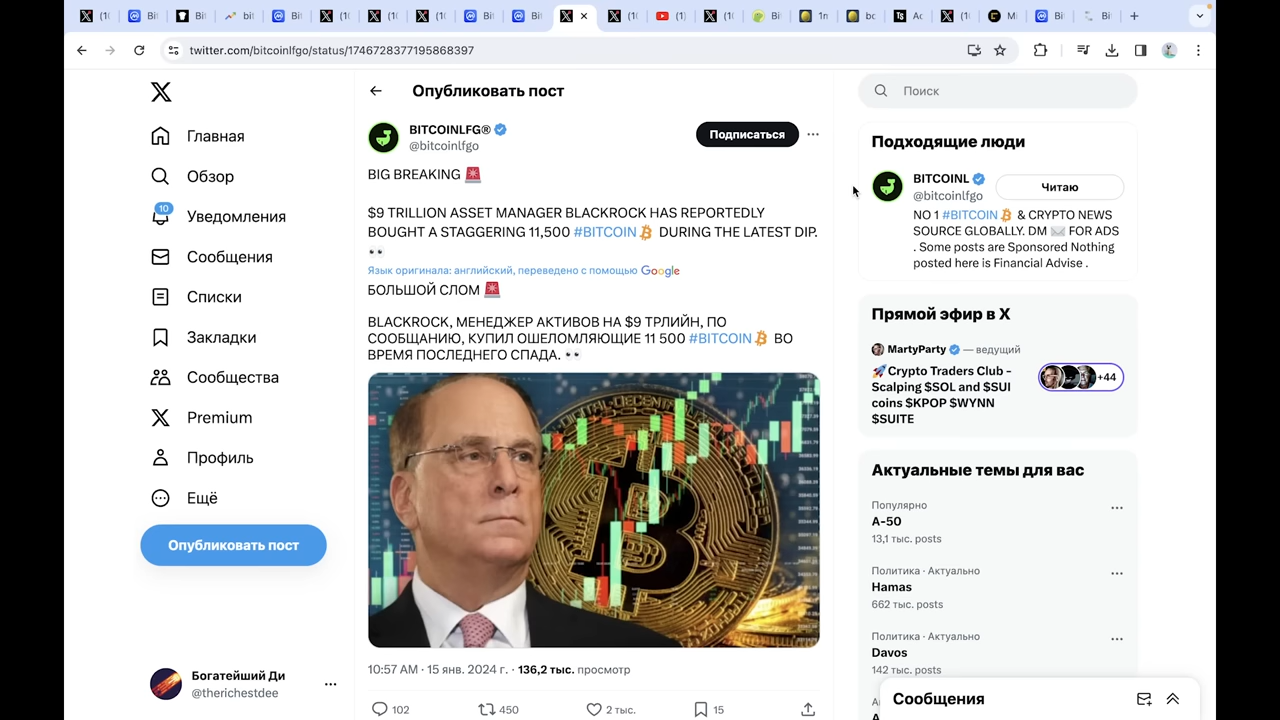 twitter.com/bitcoinlfgo/status/1746728377195868397
Главная
Обзор
10
Уведомления
Сообщения
Списки
Закладки
Сообщества
Premium
Профиль
Ещё
Опубликовать пост
Богатейший Ди
@therichestdee
Опубликовать пост
BITCOINLFG®
@bitcoinlfgo
Подписаться
BIG BREAKING 🚨
$9 TRILLION ASSET MANAGER BLACKROCK HAS REPORTEDLY
BOUGHT A STAGGERING 11,500 #BITCOIN DURING THE LATEST DIP.
👀
Язык оригинала: английский, переведено с помощью Google
БОЛЬШОЙ СЛОМ 🚨
BLACKROCK, МЕНЕДЖЕР АКТИВОВ НА $9 ТРЛИЙН, ПО
СООБЩАНИЮ, КУПИЛ ОШЕЛОМЛЯЮЩИЕ 11 500 #BITCOIN ВО
ВРЕМЯ ПОСЛЕДНЕГО СПАДА. 👀
10:57 AM · 15 янв. 2024 г. · 136,2 тыс. просмотр
102
450
2 тыс.
15
Поиск
Подходящие люди
BITCOINL
@bitcoinlfgo
Читаю
NO 1 #BITCOIN & CRYPTO NEWS
SOURCE GLOBALLY. DM ✉️ FOR ADS
. Some posts are Sponsored Nothing
posted here is Financial Advise .
Прямой эфир в X
MartyParty — ведущий
🚀Crypto Traders Club -
Scalping $SOL and $SUI
coins $KPOP $WYNN
$SUITE
+44
Актуальные темы для вас
Популярно
A-50
13,1 тыс. posts
Политика · Актуально
Hamas
662 тыс. posts
Политика · Актуально
Davos
142 тыс. posts
Сообщения